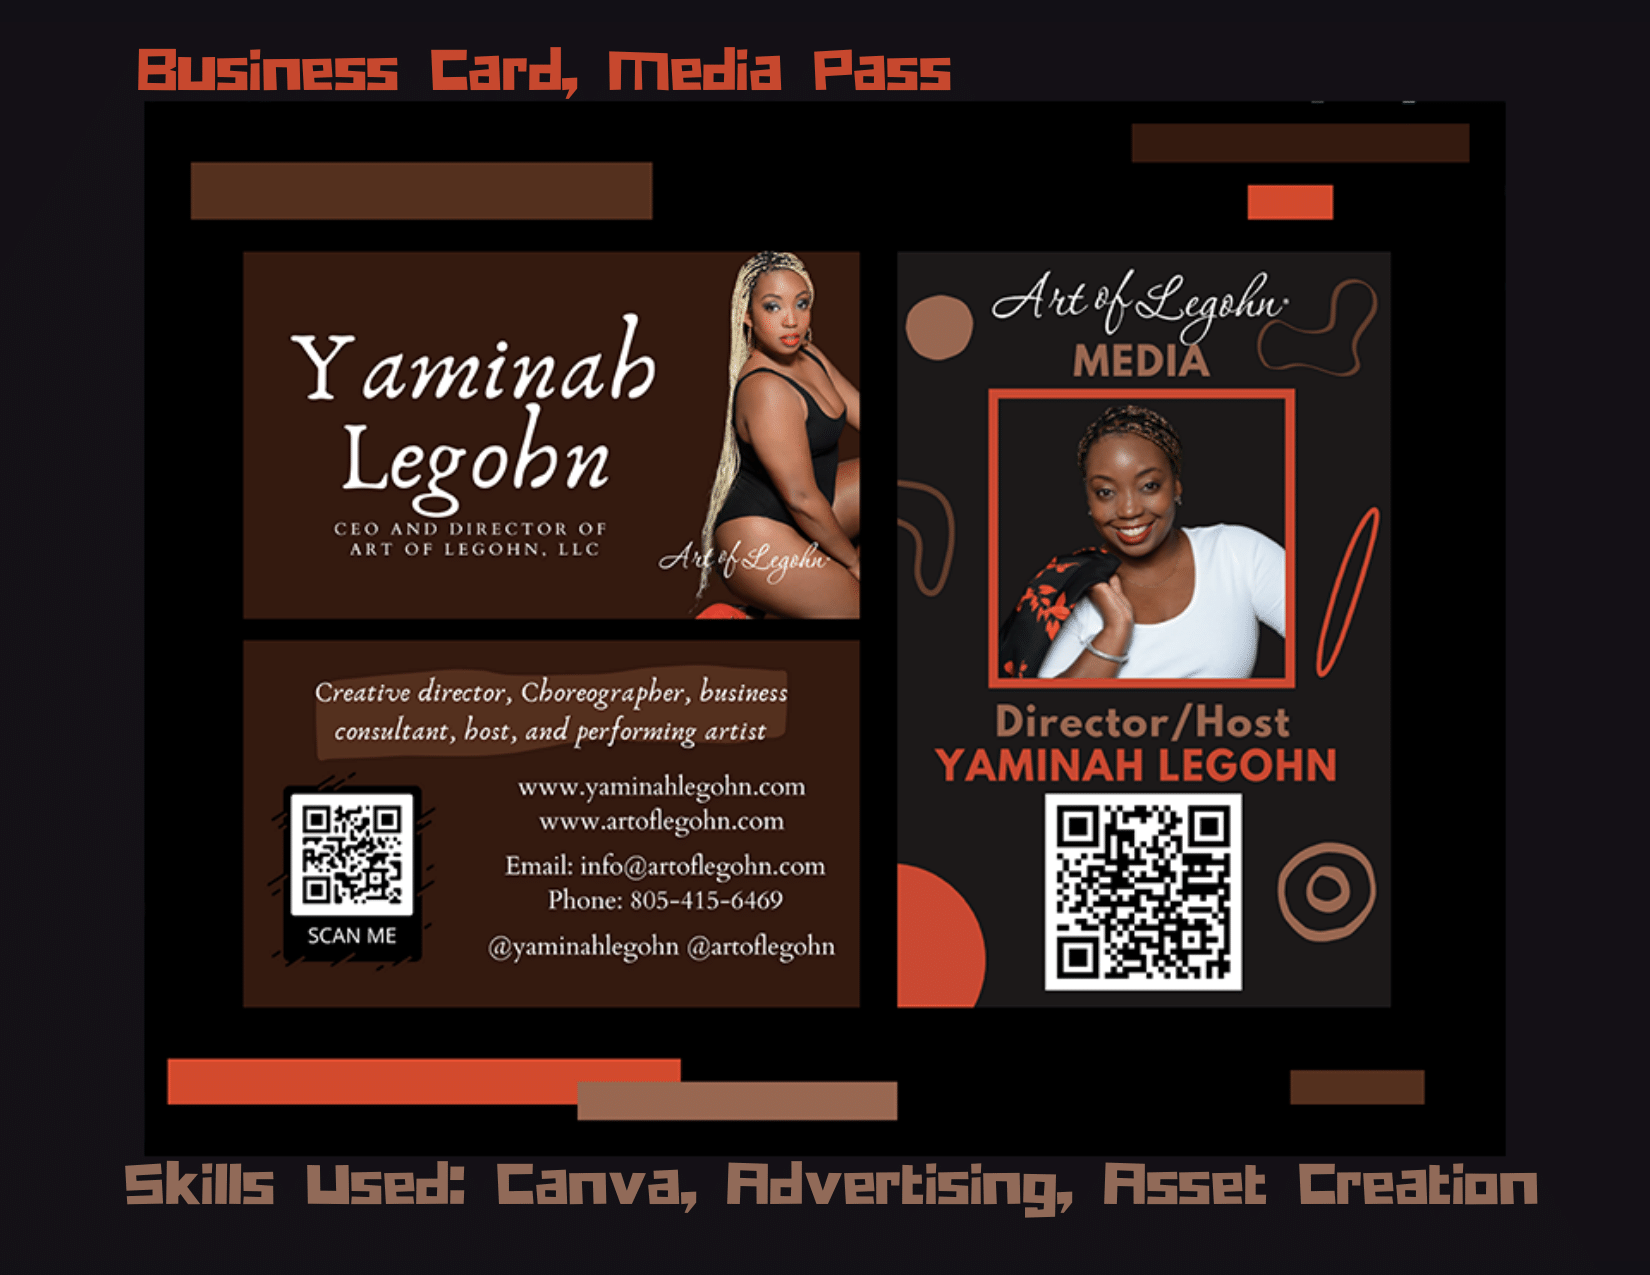 Business Card, Media Pass
Yaminah
Legohn
CEO AND DIRECTOR OF
ART OF LEGOHN, LLC
Art of Legohn
Creative director, Choreographer, business
consultant, host, and performing artist
SCAN ME
www.yaminahlegohn.com
www.artoflegohn.com
Email: info@artoflegohn.com
Phone: 805-415-6469
@yaminahlegohn @artoflegohn
Art of Legohn
MEDIA
Director/Host
YAMINAH LEGOHN
Skills Used: Canva, Advertising, Asset Creation